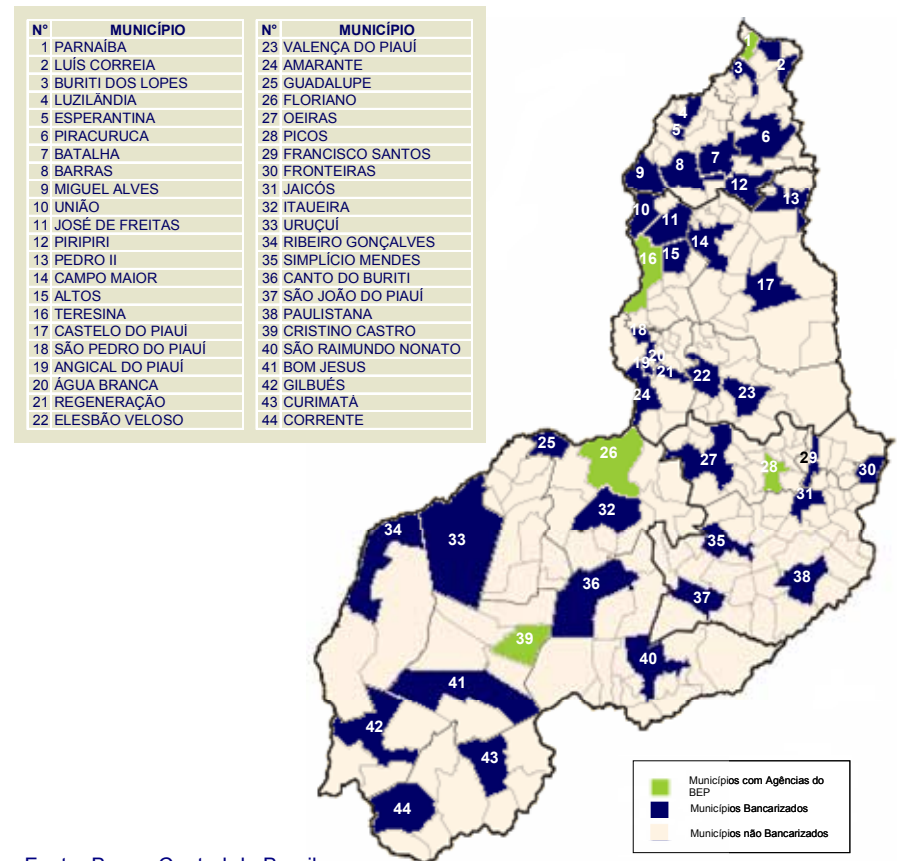 N° MUNICÍPIO
1 PARNAÍBA
2 LUÍS CORREIA
3 BURITI DOS LOPES
4 LUZILÂNDIA
5 ESPERANTINA
6 PIRACURUCA
7 BATALHA
8 BARRAS
9 MIGUEL ALVES
10 UNIÃO
11 JOSÉ DE FREITAS
12 PIRIPIRI
13 PEDRO II
14 CAMPO MAIOR
15 ALTOS
16 TERESINA
17 CASTELO DO PIAUÍ
18 SÃO PEDRO DO PIAUÍ
19 ANGICAL DO PIAUÍ
20 ÁGUA BRANCA
21 REGENERAÇÃO
22 ELESBÃO VELOSO
N° MUNICÍPIO
23 VALENÇA DO PIAUÍ
24 AMARANTE
25 GUADALUPE
26 FLORIANO
27 OEIRAS
28 PICOS
29 FRANCISCO SANTOS
30 FRONTEIRAS
31 JAICÓS
32 ITAUEIRA
33 URUÇUÍ
34 RIBEIRO GONÇALVES
35 SIMPLÍCIO MENDES
36 CANTO DO BURITI
37 SÃO JOÃO DO PIAUÍ
38 PAULISTANA
39 CRISTINO CASTRO
40 SÃO RAIMUNDO NONATO
41 BOM JESUS
42 GILBUÉS
43 CURIMATÁ
44 CORRENTE
1
2
3
4
5
6
7
8
9
12
13
10
11
14
15
16
17
18
20
19
21
22
23
24
25
26
27
28
29
30
31
32
33
34
35
36
37
38
39
40
41
42
43
44
Municípios com Agências do
BEP
Municípios Bancarizados
Municípios não Bancarizados